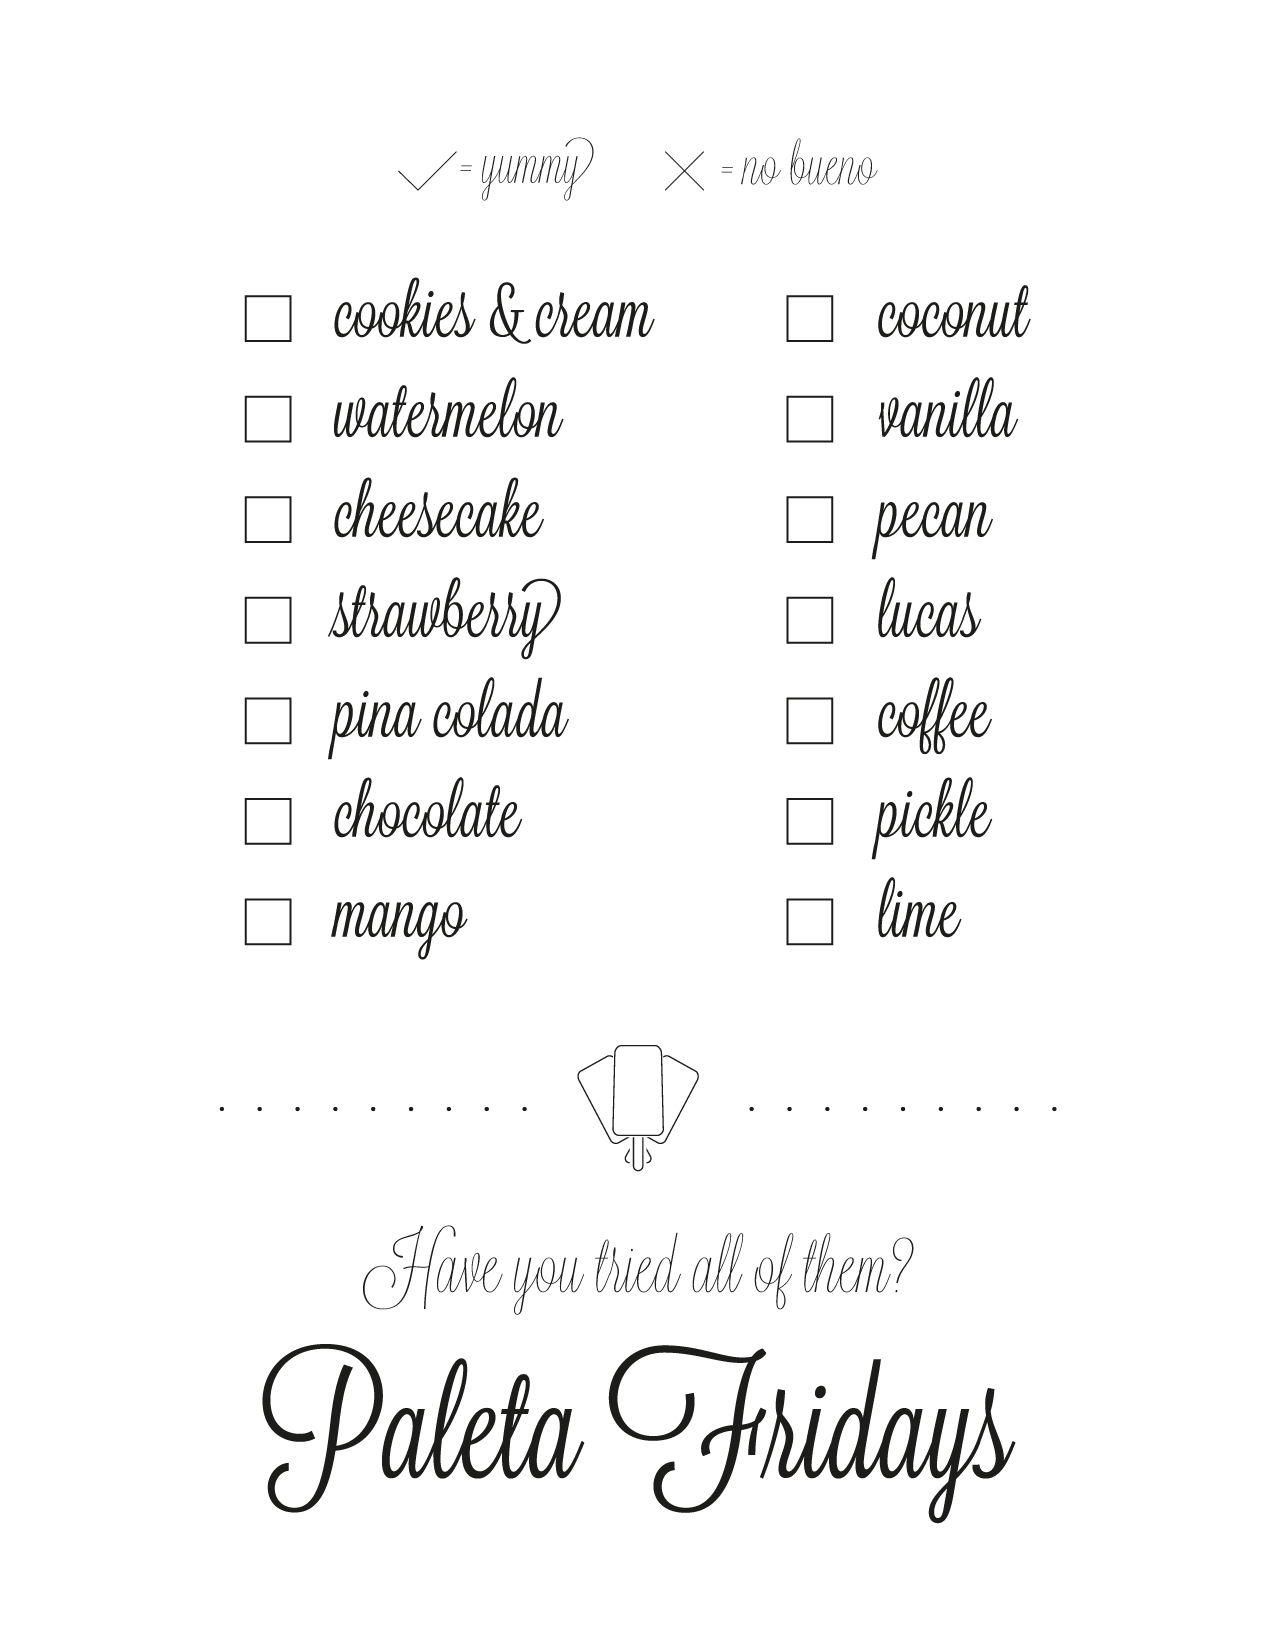 = yummy = no bueno
cookies & cream
watermelon
cheesecake
strawberry
pina colada
chocolate
mango
coconut
vanilla
pecan
lucas
coffee
pickle
lime
Have you tried all of them?
Paleta Fridays